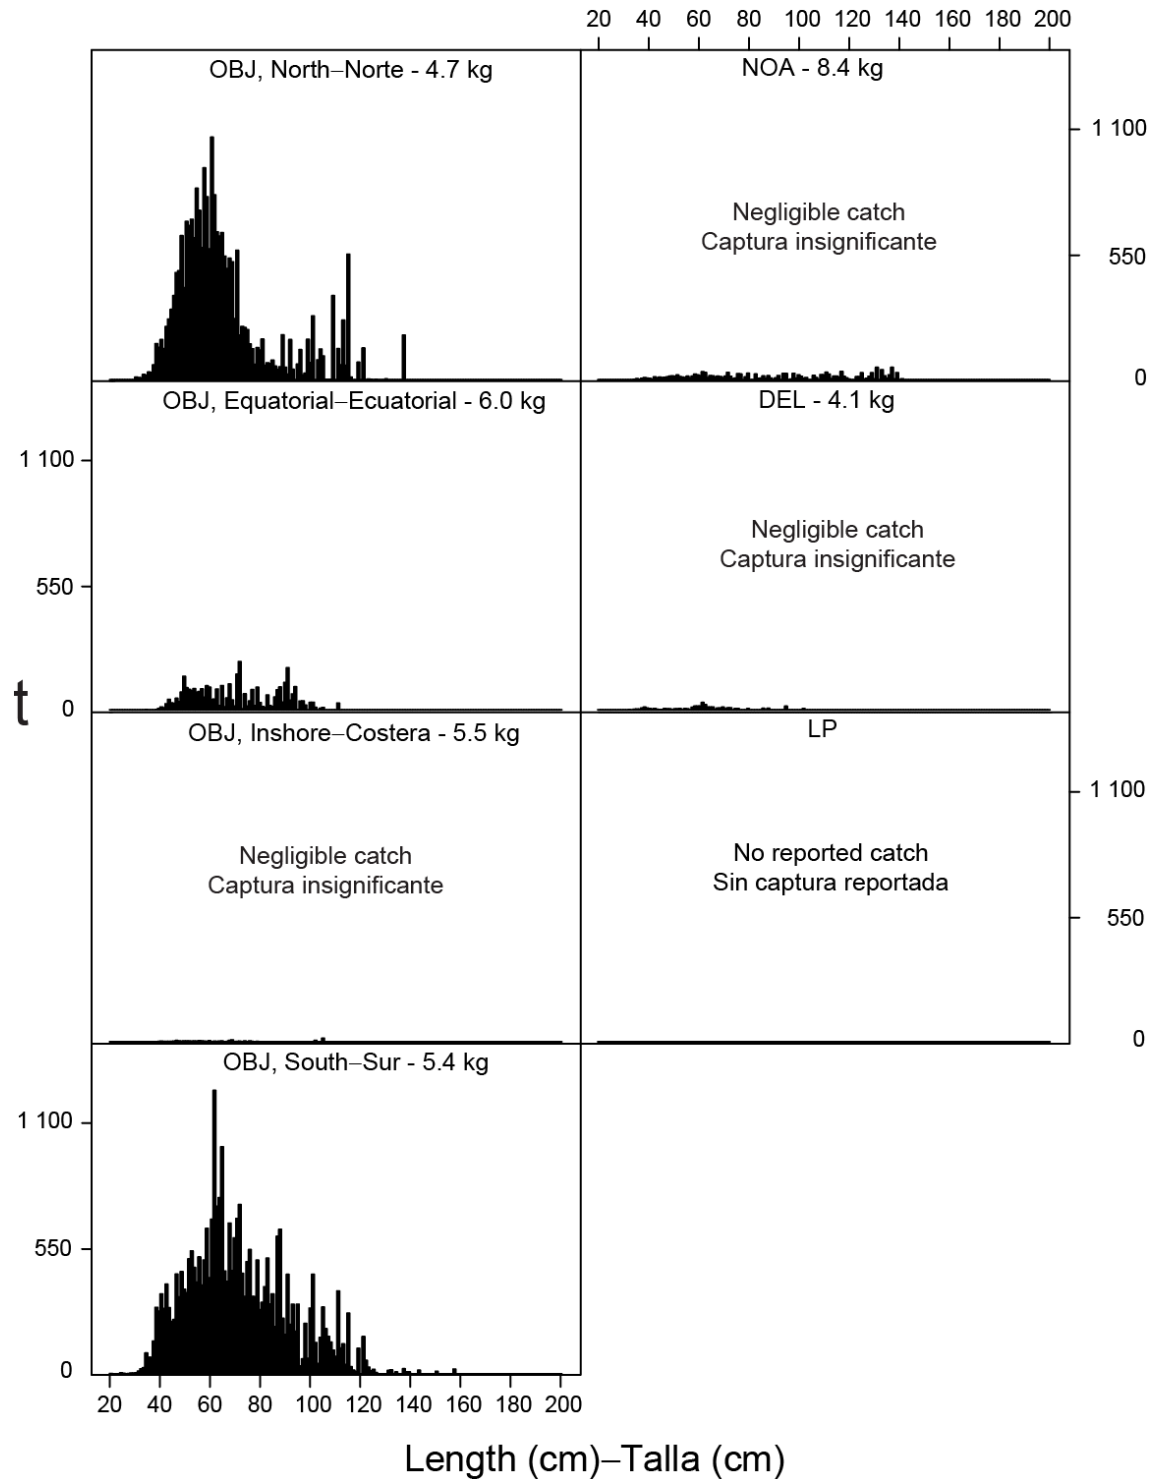 20 40 60 80 100 120 140 160 180 200
OBJ, North–Norte - 4.7 kg
NOA - 8.4 kg
1 100
Negligible catch
Captura insignificante
550
0
OBJ, Equatorial–Ecuatorial - 6.0 kg
DEL - 4.1 kg
1 100
Negligible catch
Captura insignificante
550
t
0
OBJ, Inshore–Costera - 5.5 kg
LP
1 100
Negligible catch
Captura insignificante
No reported catch
Sin captura reportada
550
0
OBJ, South–Sur - 5.4 kg
1 100
550
0
20 40 60 80 100 120 140 160 180 200
Length (cm)–Talla (cm)